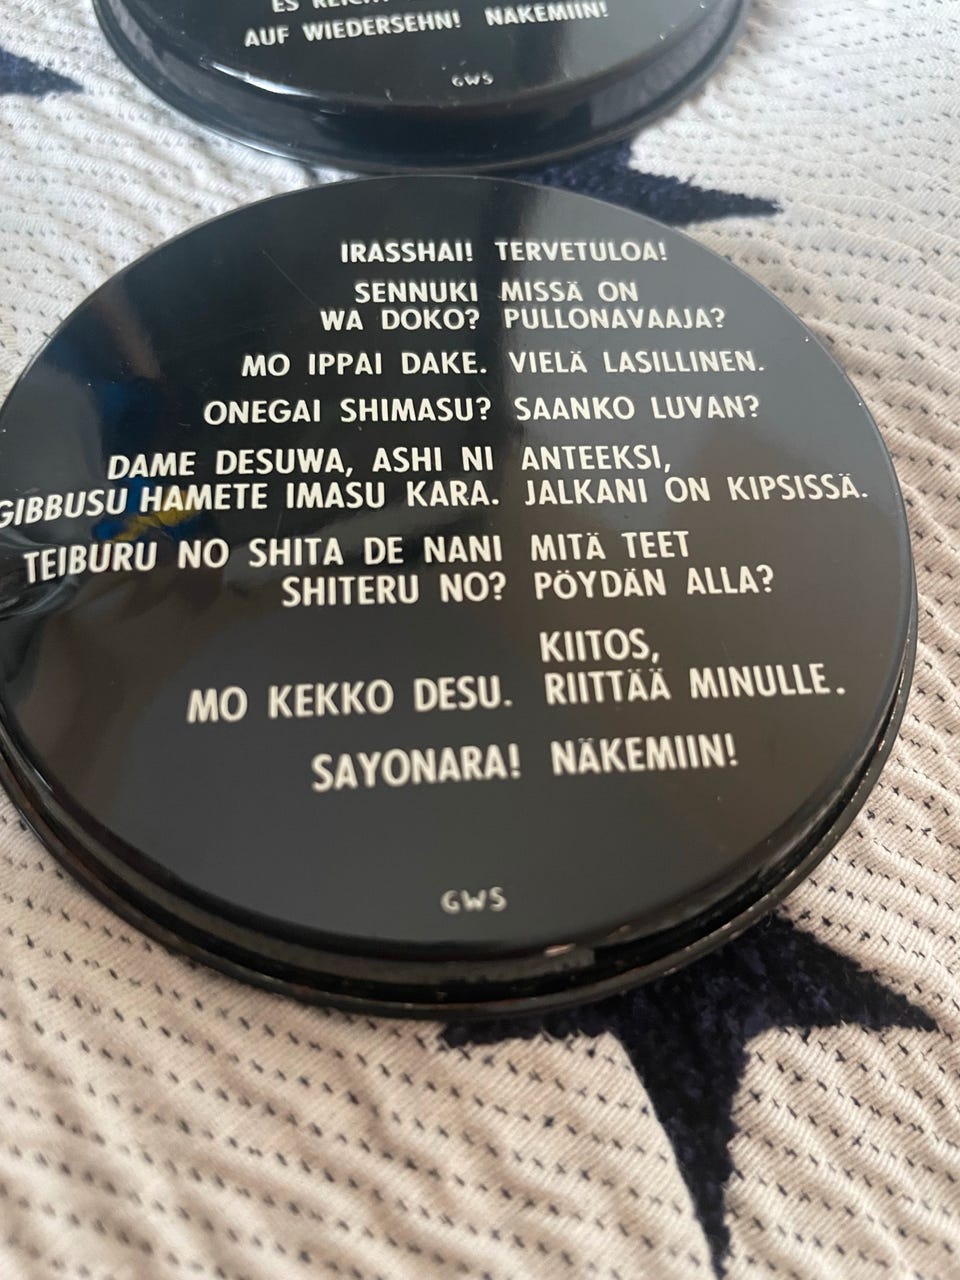 ES
AUF WIEDERSEHN! NÄKEMIIN!
GWS
IRASSHAI! TERVETULOA!
SENNUKI MISSÄ ON
WA DOKO? PULLONAVAAJA?
MO IPPAI DAKE. VIELÄ LASILLINEN.
ONEGAI SHIMASU? SAANKO LUVAN?
DAME DESUWA, ASHI NI ANTEEKSI,
GIBBUSU HAMETE IMASU KARA. JALKANI ON KIPSISSÄ.
TEIBURU NO SHITA DE NANI MITÄ TEET
SHITERU NO? PÖYDÄN ALLA?
KIITOS,
MO KEKKO DESU. RIITTÄÄ MINULLE.
SAYONARA! NÄKEMIIN!
GWS